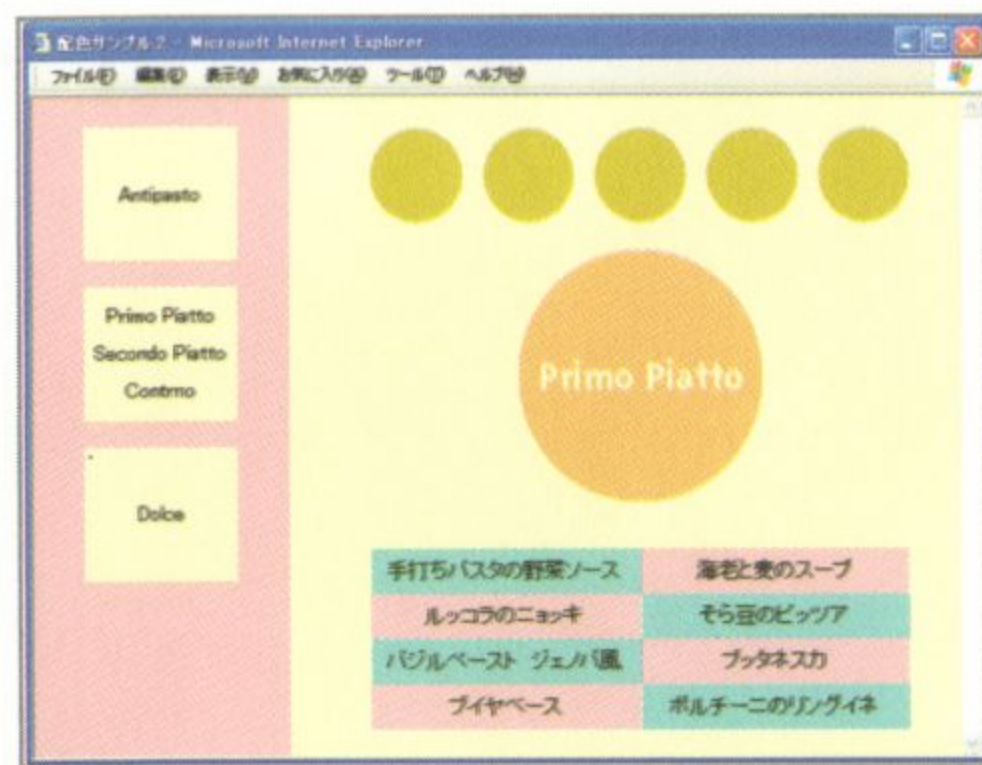 配色サンプル2 - Microsoft Internet Explorer
ファイル(F) 編集(E) 表示(V) お気に入り(A) ツール(T) ヘルプ(H)
Antipasto
Primo Piatto
Secondo Piatto
Contrno
Dolce
Primo Piatto
手打ちパスタの野菜ソース 海老と麦のスープ
ルッコラのニョッキ そら豆のピッツア
バジルペースト ジェノバ風 プッタネスカ
ブイヤベース ポルチーニのリングイネ